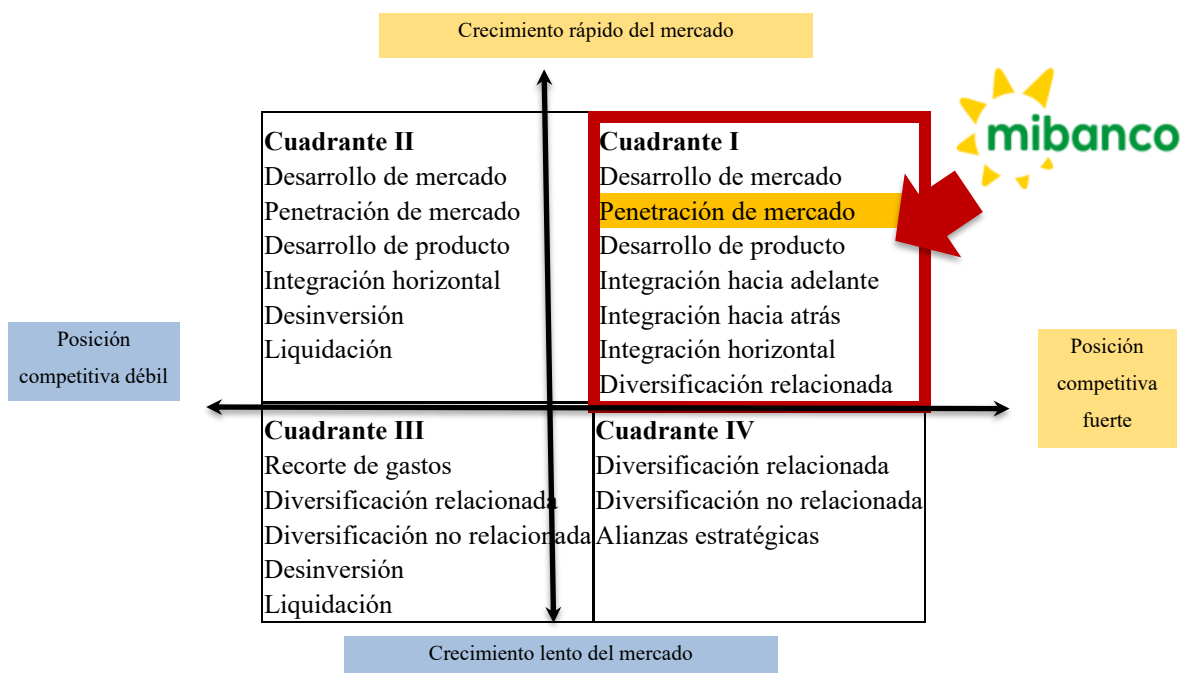 Crecimiento rápido del mercado
mibanco
Cuadrante II
Desarrollo de mercado
Penetración de mercado
Desarrollo de producto
Integración horizontal
Desinversión
Liquidación
Cuadrante I
Desarrollo de mercado
Penetración de mercado
Desarrollo de producto
Integración hacia adelante
Integración hacia atrás
Integración horizontal
Diversificación relacionada
Posición
competitiva débil
Posición
competitiva
fuerte
Cuadrante III
Recorte de gastos
Diversificación relacionada
Diversificación no relacionada
Desinversión
Liquidación
Cuadrante IV
Diversificación relacionada
Diversificación no relacionada
Alianzas estratégicas
Crecimiento lento del mercado